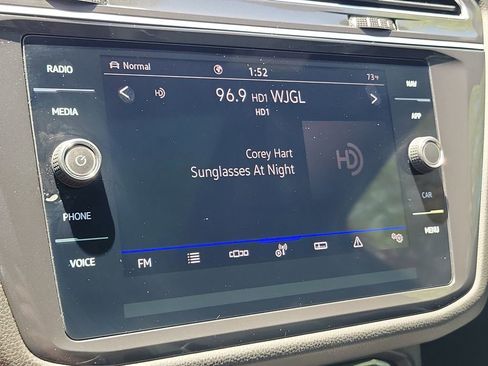 RADIO
MEDIA
PHONE
VOICE
Normal
1:52
73°F
96.9 HD1 WJGL
HD1
Corey Hart
Sunglasses At Night
HD
FM
NAV
APP
CAR
MENU